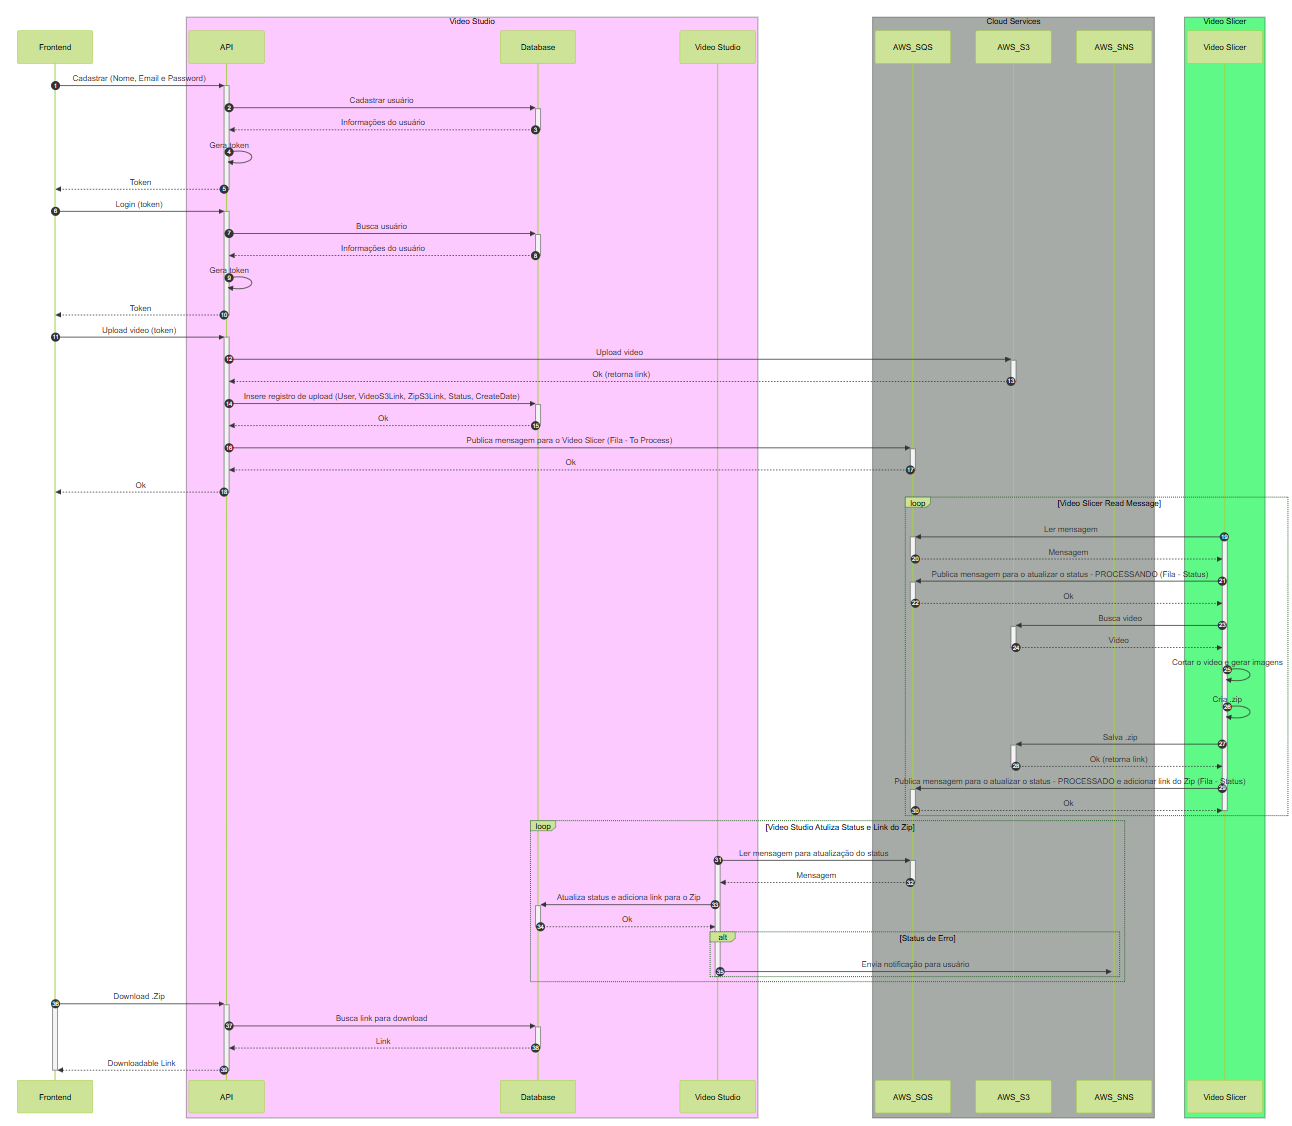 Video Studio
Cloud Services
Video Slicer
Frontend
API
Database
Video Studio
AWS_SQS
AWS_S3
AWS_SNS
Video Slicer
1 Cadastrar (Nome, Email e Password)
2 Cadastrar usuário
3 Informações do usuário
4 Gera token
5 Token
6 Login (token)
7 Busca usuário
8 Informações do usuário
9 Gera token
10 Token
11 Upload video (token)
12 Upload video
13 Ok (retorna link)
14 Insere registro de upload (User, VideoS3Link, ZipS3Link, Status, CreateDate)
15 Ok
16 Publica mensagem para o Video Slicer (Fila - To Process)
17 Ok
18 Ok
loop [Video Slicer Read Message]
19 Ler mensagem
20 Mensagem
21 Publica mensagem para o atualizar o status - PROCESSANDO (Fila - Status)
22 Ok
23 Busca video
24 Video
25 Cortar o video e gerar imagens
26 Cria .zip
27 Salva .zip
28 Ok (retorna link)
29 Publica mensagem para o atualizar o status - PROCESSADO e adicionar link do Zip (Fila - Status)
30 Ok
loop [Video Studio Atuliza Status e Link do Zip]
31 Ler mensagem para atualização do status
32 Mensagem
33 Atualiza status e adiciona link para o Zip
34 Ok
alt [Status de Erro]
35 Envia notificação para usuário
36 Download .Zip
37 Busca link para download
38 Link
39 Downloadable Link
Frontend
API
Database
Video Studio
AWS_SQS
AWS_S3
AWS_SNS
Video Slicer